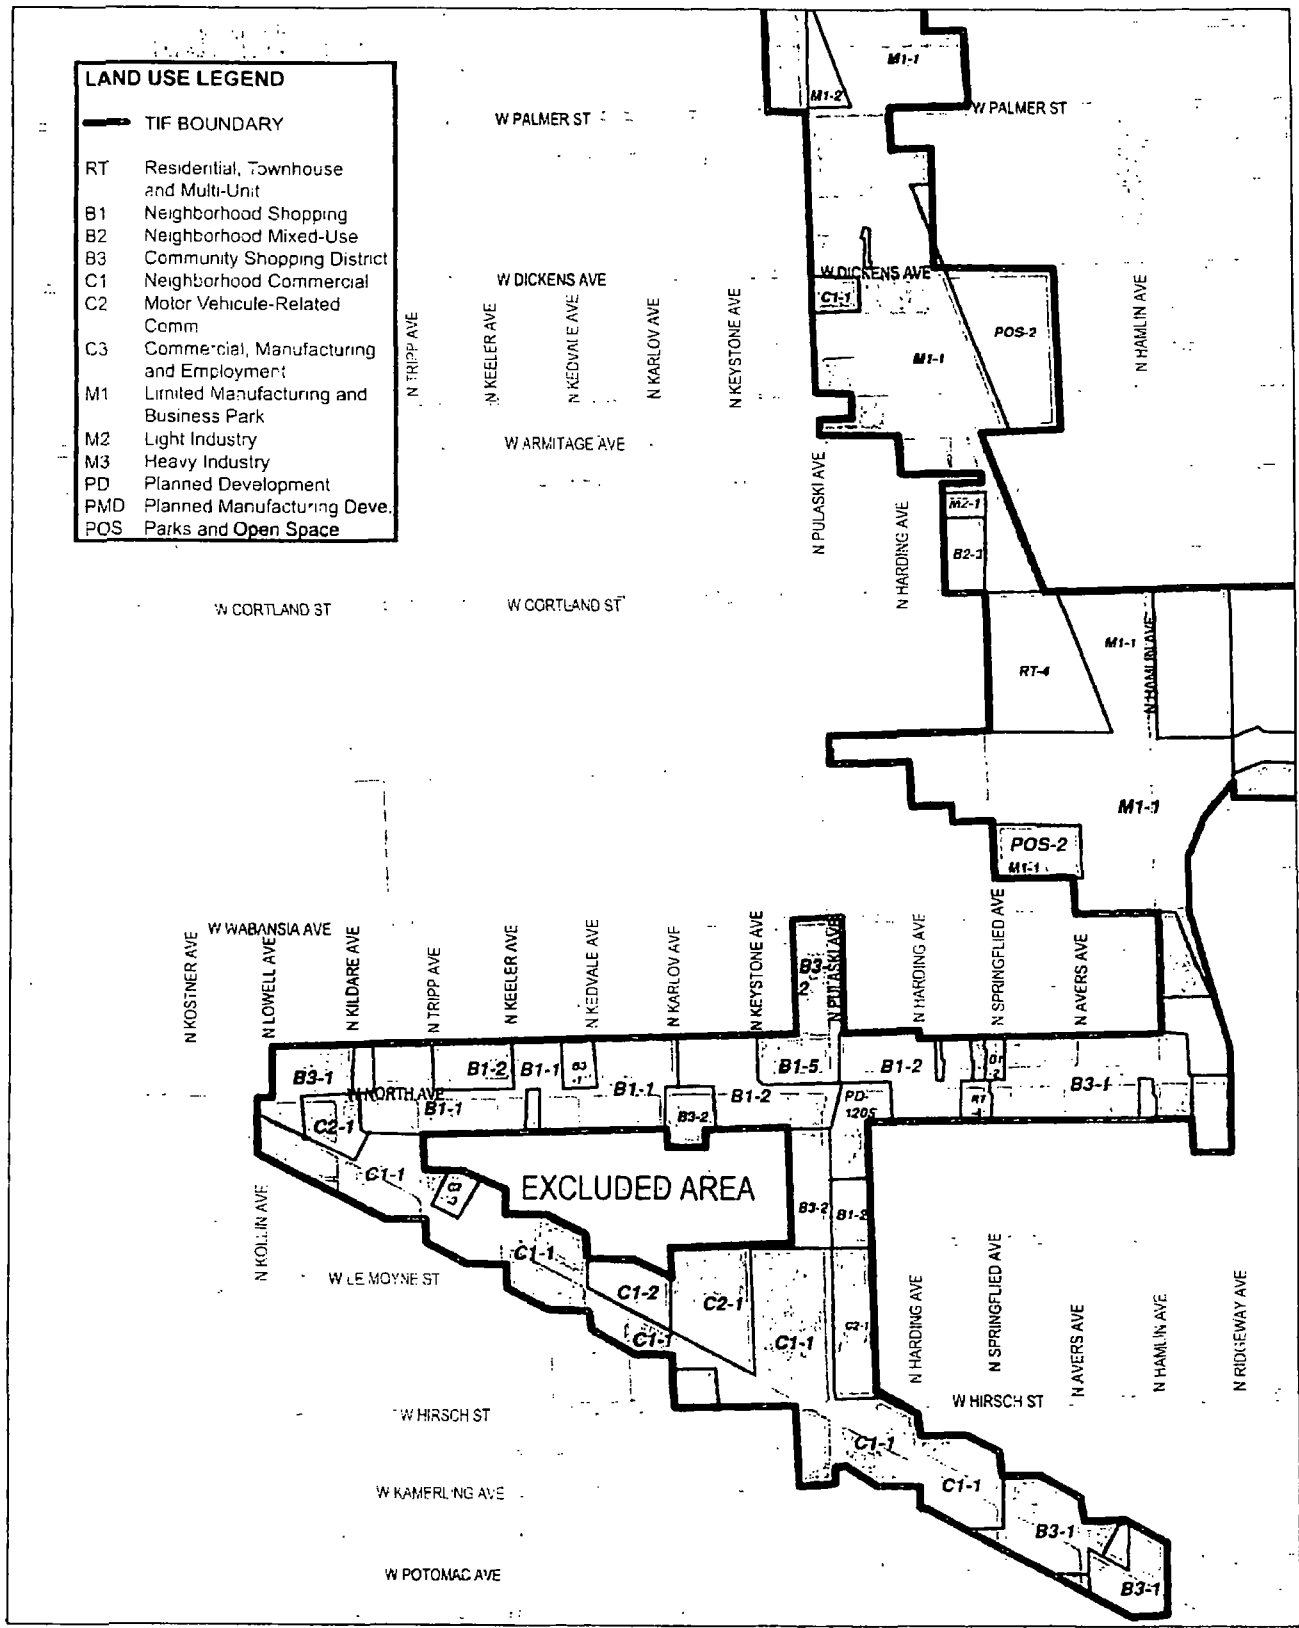 LAND USE LEGEND
TIF BOUNDARY
RT Residential, Townhouse
and Multi-Unit
B1 Neighborhood Shopping
B2 Neighborhood Mixed-Use
B3 Community Shopping District
C1 Neighborhood Commercial
C2 Motor Vehicule-Related
Comm
C3 Commercial, Manufacturing
and Employment
M1 Limited Manufacturing and
Business Park
M2 Light Industry
M3 Heavy Industry
PD Planned Development
PMD Planned Manufacturing Deve.
POS Parks and Open Space
M1-1
M1-2
W PALMER ST
W PALMER ST
W DICKENS AVE
W DICKENS AVE
C1-1
POS-2
M1-1
N TRIPP AVE
N KEELER AVE
N KEDVALE AVE
N KARLOV AVE
N KEYSTONE AVE
N HAMLIN AVE
W ARMITAGE AVE
N PULASKI AVE
N HARDING AVE
M2-1
B2-3
W CORTLAND ST
W CORTLAND ST
M1-1
N HAMLIN AVE
RT-4
M1-1
POS-2
M1-1
W WABANSIA AVE
N KOSTNER AVE
N LOWELL AVE
N KILDARE AVE
N TRIPP AVE
N KEELER AVE
N KEDVALE AVE
N KARLOV AVE
N KEYSTONE AVE
B3-
2
N PULASKI AVE
N HARDING AVE
N SPRINGFLIED AVE
N AVERS AVE
B3-1
B1-2
B1-1
B3
-1
B1-1
B1-5
B1-2
B1
-2
B3-1
W NORTH AVE
B1-1
B1-2
PD-
1205
C2-1
B3-2
C1-1
EXCLUDED AREA
B3-2
B1-2
N KOLLIN AVE
C1-1
W LE MOYNE ST
C1-2
C2-1
C1-1
C1-1
C2-1
N HARDING AVE
N SPRINGFLIED AVE
N AVERS AVE
N HAMLIN AVE
N RIDGEWAY AVE
W HIRSCH ST
W HIRSCH ST
C1-1
W KAMERLING AVE
C1-1
B3-1
W POTOMAC AVE
B3-1